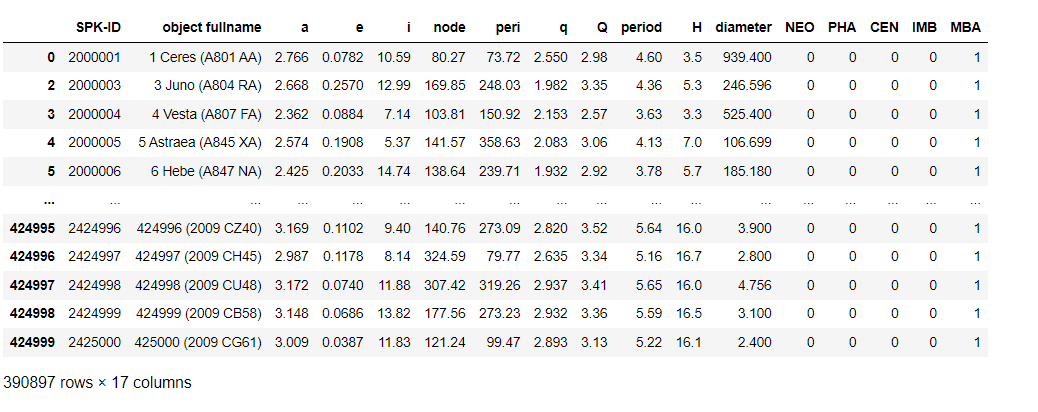 SPK-ID object fullname a e i node peri q Q period H diameter NEO PHA CEN IMB MBA
0 2000001 1 Ceres (A801 AA) 2.766 0.0782 10.59 80.27 73.72 2.550 2.98 4.60 3.5 939.400 0 0 0 0 1
2 2000003 3 Juno (A804 RA) 2.668 0.2570 12.99 169.85 248.03 1.982 3.35 4.36 5.3 246.596 0 0 0 0 1
3 2000004 4 Vesta (A807 FA) 2.362 0.0884 7.14 103.81 150.92 2.153 2.57 3.63 3.3 525.400 0 0 0 0 1
4 2000005 5 Astraea (A845 XA) 2.574 0.1908 5.37 141.57 358.63 2.083 3.06 4.13 7.0 106.699 0 0 0 0 1
5 2000006 6 Hebe (A847 NA) 2.425 0.2033 14.74 138.64 239.71 1.932 2.92 3.78 5.7 185.180 0 0 0 0 1
... ... ... ... ... ... ... ... ... ... ... ... ... ... ... ... ... ...
424995 2424996 424996 (2009 CZ40) 3.169 0.1102 9.40 140.76 273.09 2.820 3.52 5.64 16.0 3.900 0 0 0 0 1
424996 2424997 424997 (2009 CH45) 2.987 0.1178 8.14 324.59 79.77 2.635 3.34 5.16 16.7 2.800 0 0 0 0 1
424997 2424998 424998 (2009 CU48) 3.172 0.0740 11.88 307.42 319.26 2.937 3.41 5.65 16.0 4.756 0 0 0 0 1
424998 2424999 424999 (2009 CB58) 3.148 0.0686 13.82 177.56 273.23 2.932 3.36 5.59 16.5 3.100 0 0 0 0 1
424999 2425000 425000 (2009 CG61) 3.009 0.0387 11.83 121.24 99.47 2.893 3.13 5.22 16.1 2.400 0 0 0 0 1
390897 rows × 17 columns